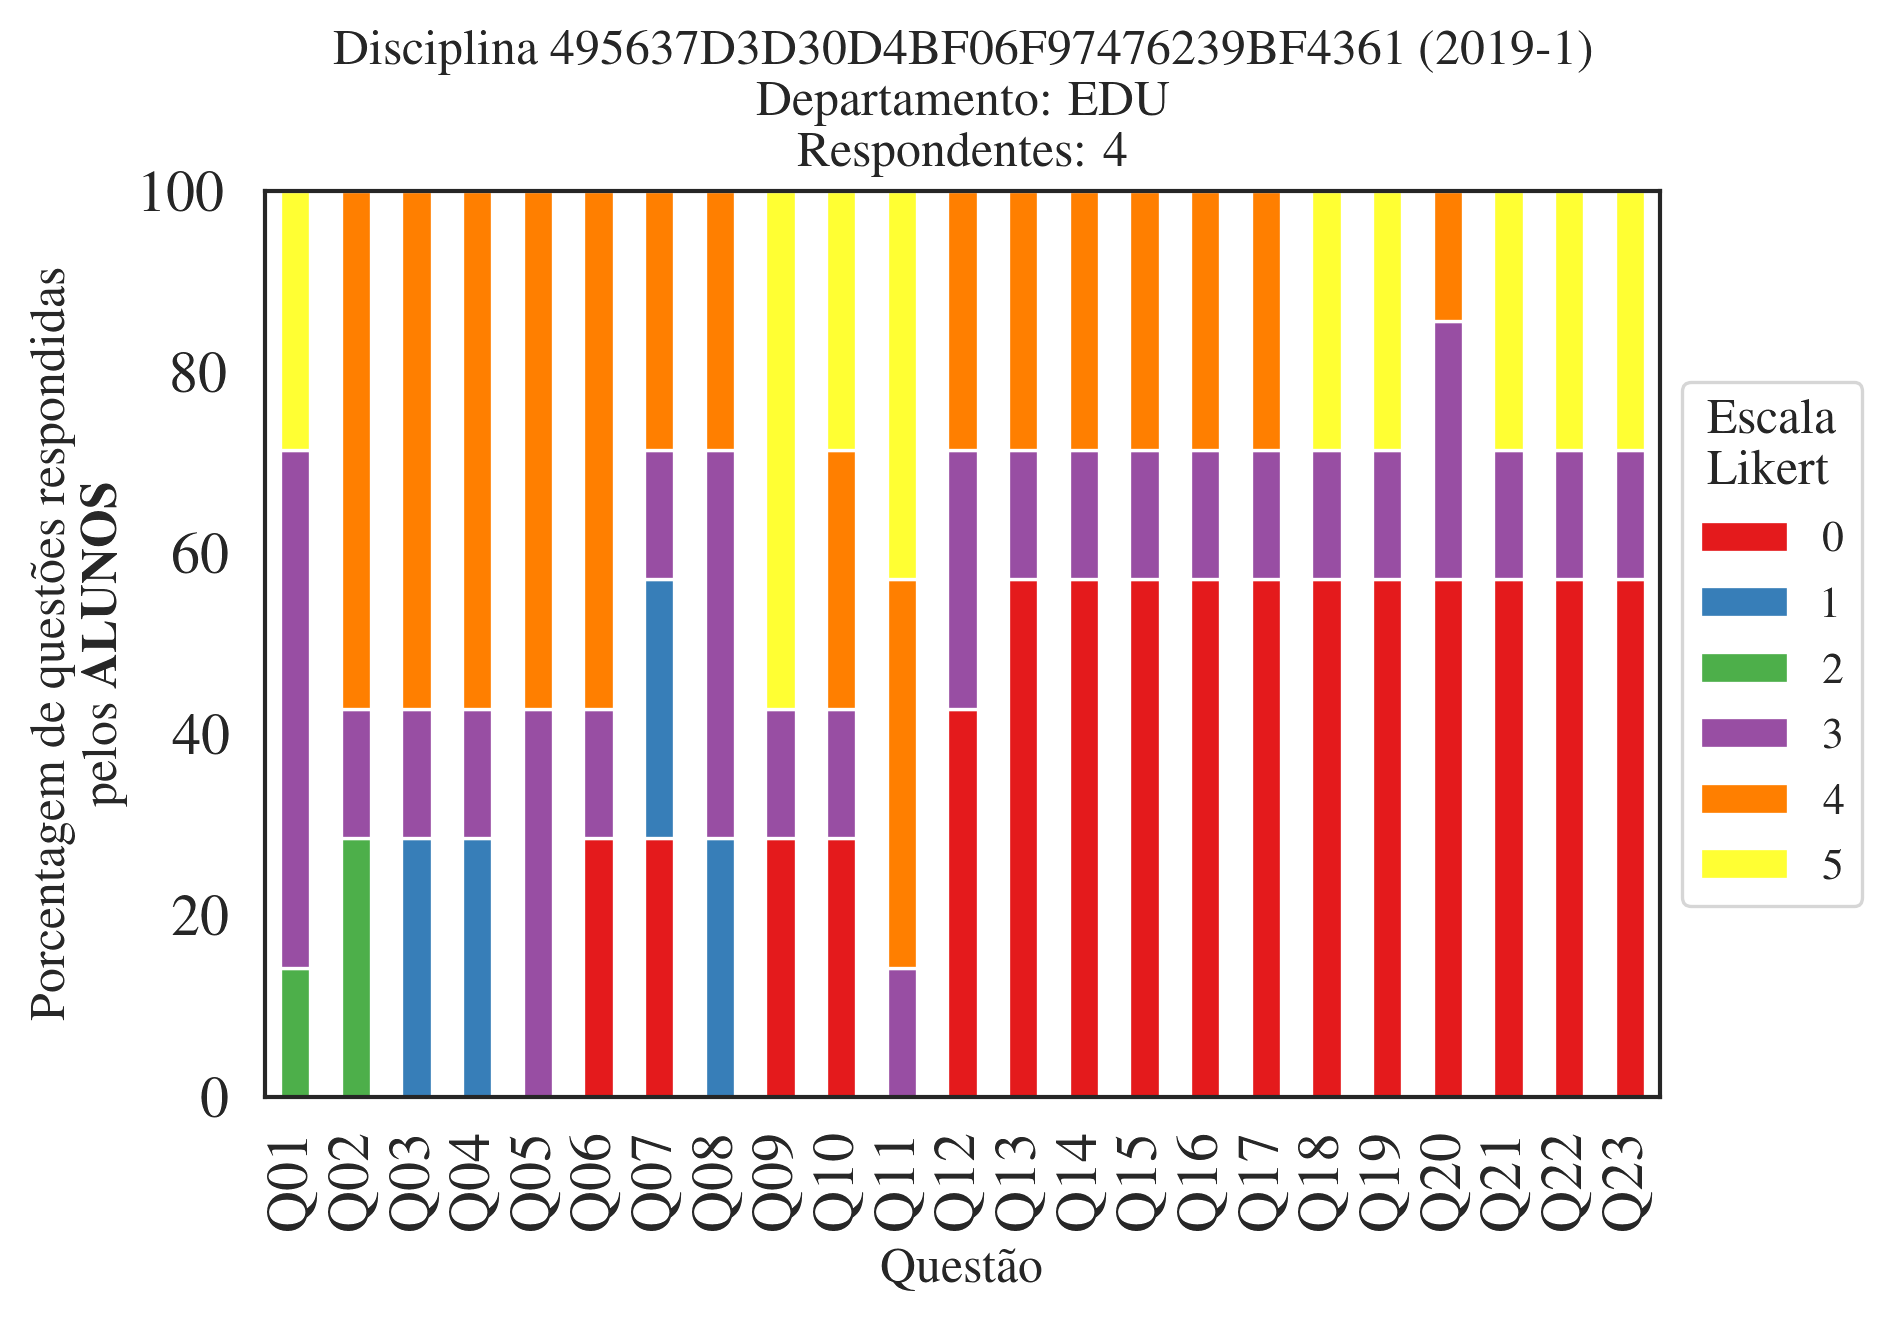 Disciplina 495637D3D30D4BF06F97476239BF4361 (2019-1)
Departamento: EDU
Respondentes: 4
Porcentagem de questões respondidas
pelos ALUNOS
100
80
60
40
20
0
Q01
Q02
Q03
Q04
Q05
Q06
Q07
Q08
Q09
Q10
Q11
Q12
Q13
Q14
Q15
Q16
Q17
Q18
Q19
Q20
Q21
Q22
Q23
Questão
Escala
Likert
0
1
2
3
4
5